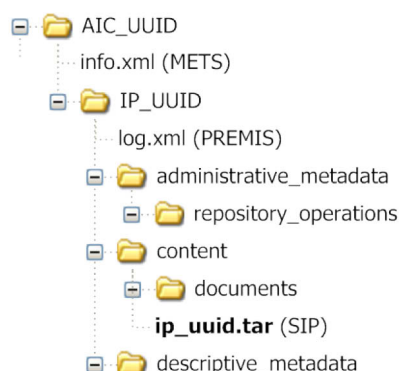 AIC_UUID
info.xml (METS)
IP_UUID
log.xml (PREMIS)
administrative_metadata
repository_operations
content
documents
ip_uuid.tar (SIP)
descriptive_metadata